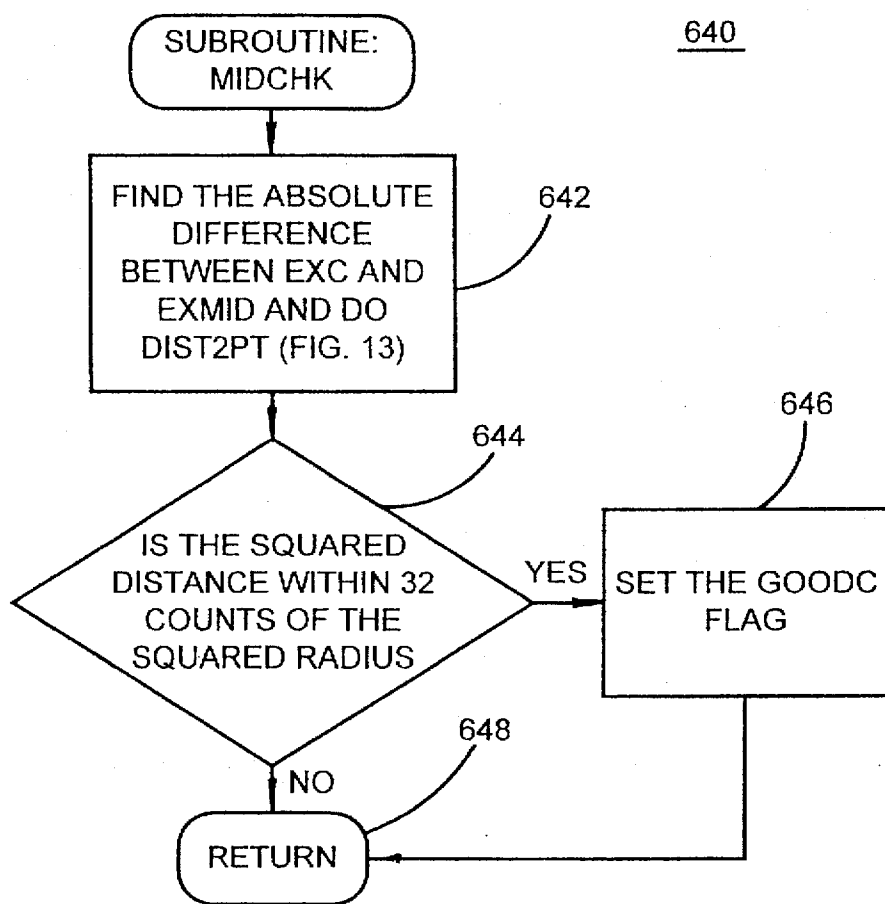 SUBROUTINE:
MIDCHK
640
FIND THE ABSOLUTE
DIFFERENCE
BETWEEN EXC AND
EXMID AND DO
DIST2PT (FIG. 13)
642
644
IS THE SQUARED
DISTANCE WITHIN 32
COUNTS OF THE
SQUARED RADIUS
YES
646
SET THE GOODC
FLAG
NO
648
RETURN